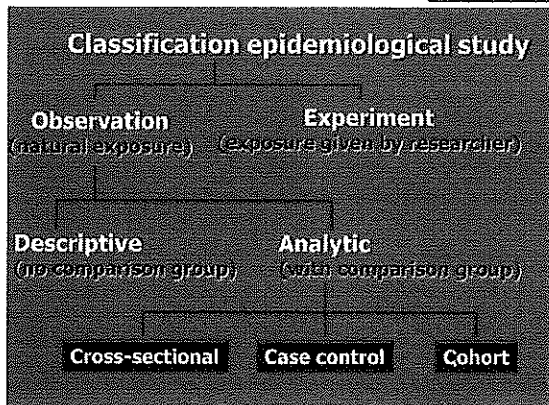 Classification epidemiological study
Observation
(natural exposure)
Experiment
(exposure given by researcher)
Descriptive
(no comparison group)
Analytic
(with comparison group)
Cross-sectional
Case control
Cohort